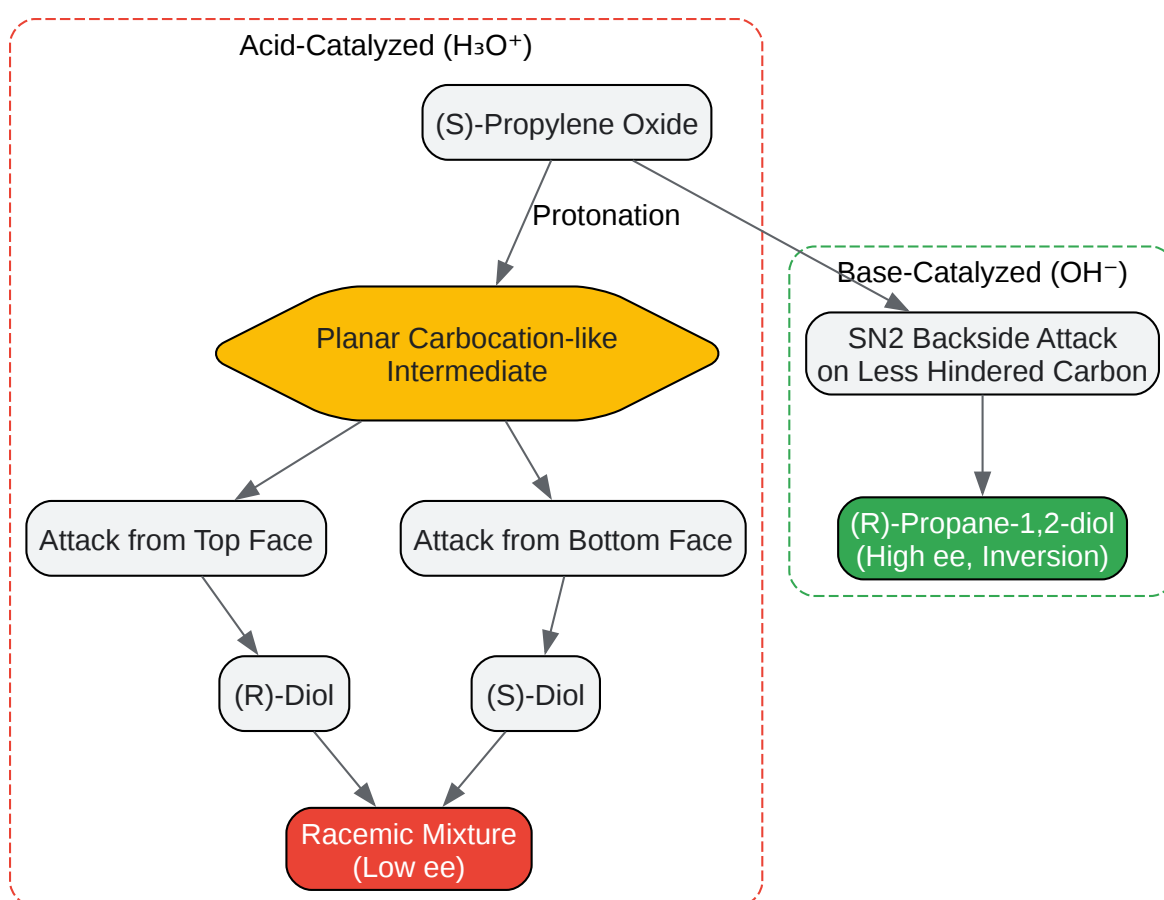 Acid-Catalyzed (H₃O⁺)
(S)-Propylene Oxide
Protonation
Base-Catalyzed (OH⁻)
Planar Carbocation-like
Intermediate
SN2 Backside Attack
on Less Hindered Carbon
Attack from Top Face
Attack from Bottom Face
(R)-Propane-1,2-diol
(High ee, Inversion)
(R)-Diol
(S)-Diol
Racemic Mixture
(Low ee)